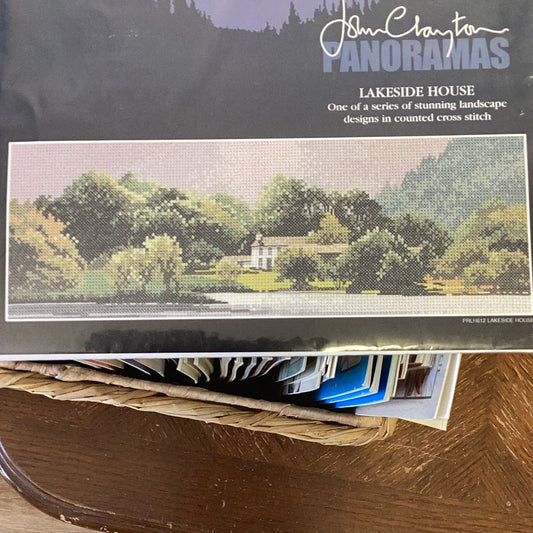 John Clayton
PANORAMAS
LAKESIDE HOUSE
One of a series of stunning landscape
designs in counted cross stitch
PRLH612 LAKESIDE HOUSE